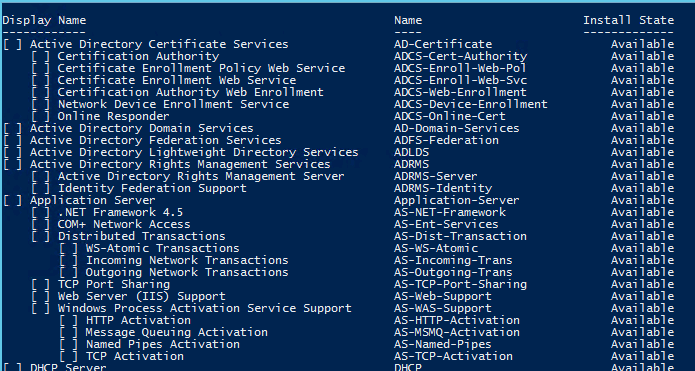 Display Name                                            Name                       Install State
------------                                            ----                       -------------
[ ] Active Directory Certificate Services               AD-Certificate                 Available
    [ ] Certification Authority                         ADCS-Cert-Authority            Available
    [ ] Certificate Enrollment Policy Web Service       ADCS-Enroll-Web-Pol            Available
    [ ] Certificate Enrollment Web Service              ADCS-Enroll-Web-Svc            Available
    [ ] Certification Authority Web Enrollment          ADCS-Web-Enrollment            Available
    [ ] Network Device Enrollment Service               ADCS-Device-Enrollment         Available
    [ ] Online Responder                                ADCS-Online-Cert               Available
[ ] Active Directory Domain Services                    AD-Domain-Services             Available
[ ] Active Directory Federation Services                ADFS-Federation                Available
[ ] Active Directory Lightweight Directory Services     ADLDS                          Available
[ ] Active Directory Rights Management Services         ADRMS                          Available
    [ ] Active Directory Rights Management Server       ADRMS-Server                   Available
    [ ] Identity Federation Support                     ADRMS-Identity                 Available
[ ] Application Server                                  Application-Server             Available
    [ ] .NET Framework 4.5                              AS-NET-Framework               Available
    [ ] COM+ Network Access                             AS-Ent-Services                Available
    [ ] Distributed Transactions                        AS-Dist-Transaction            Available
        [ ] WS-Atomic Transactions                      AS-WS-Atomic                   Available
        [ ] Incoming Network Transactions               AS-Incoming-Trans              Available
        [ ] Outgoing Network Transactions               AS-Outgoing-Trans              Available
    [ ] TCP Port Sharing                                AS-TCP-Port-Sharing            Available
    [ ] Web Server (IIS) Support                        AS-Web-Support                 Available
    [ ] Windows Process Activation Service Support      AS-WAS-Support                 Available
        [ ] HTTP Activation                             AS-HTTP-Activation             Available
        [ ] Message Queuing Activation                  AS-MSMQ-Activation             Available
        [ ] Named Pipes Activation                      AS-Named-Pipes                 Available
        [ ] TCP Activation                              AS-TCP-Activation              Available
[ ] DHCP Server                                         DHCP                           Available